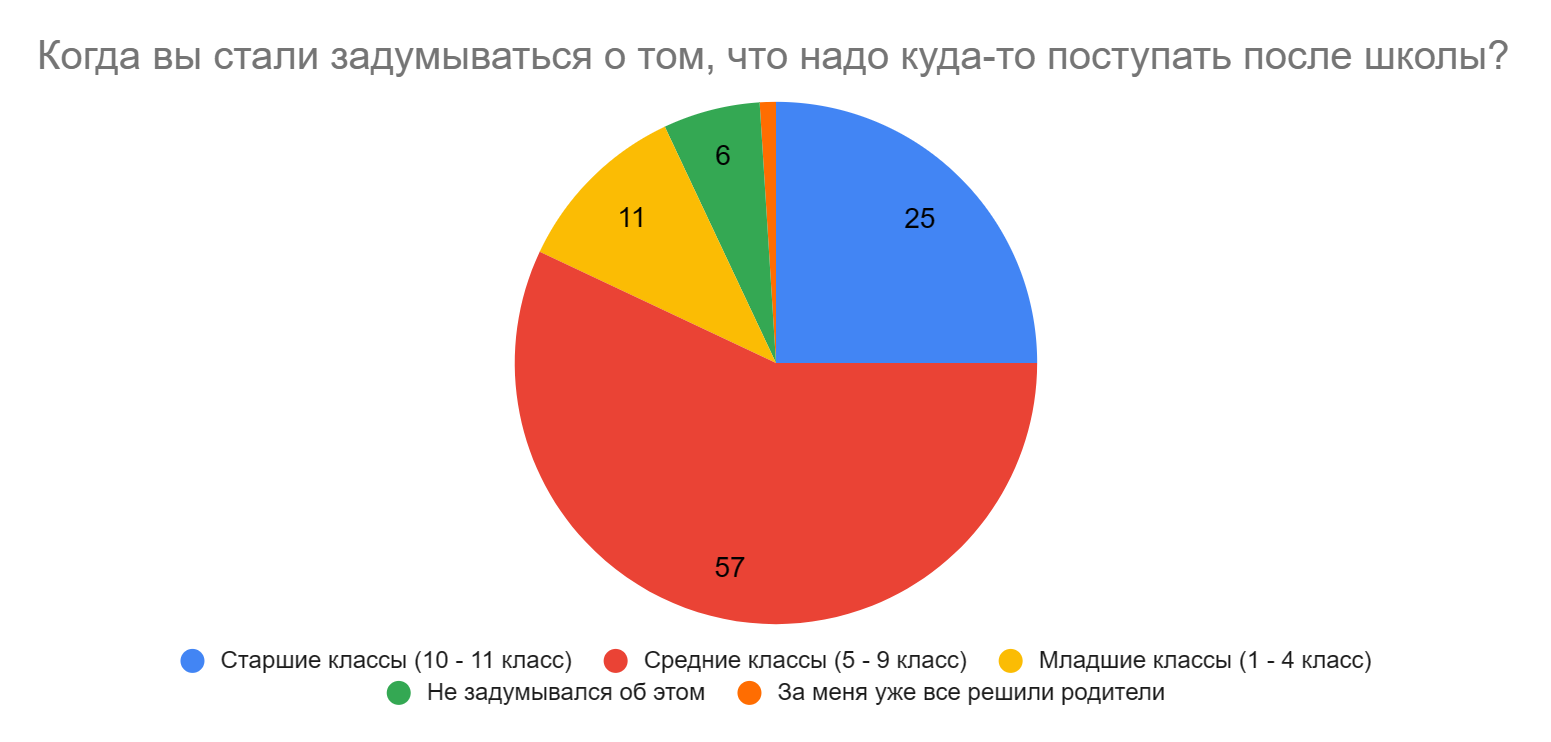 Когда вы стали задумываться о том, что надо куда-то поступать после школы?
6
25
11
57
Старшие классы (10 - 11 класс) Средние классы (5 - 9 класс) Младшие классы (1 - 4 класс)
Не задумывался об этом За меня уже все решили родители